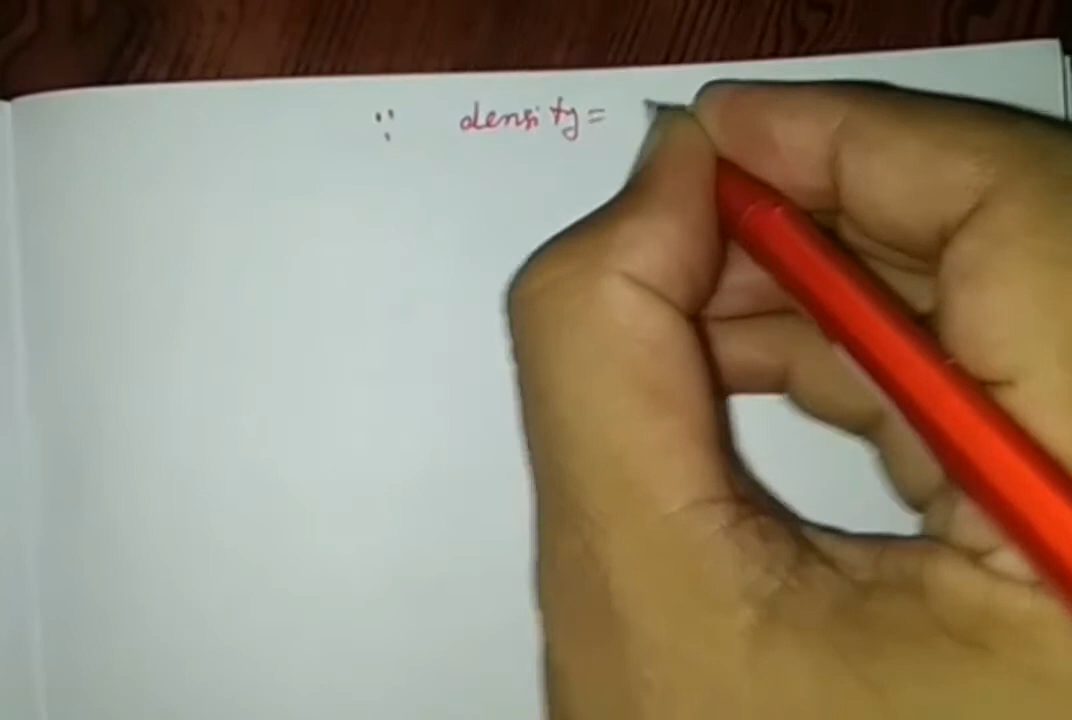 ∵ density =